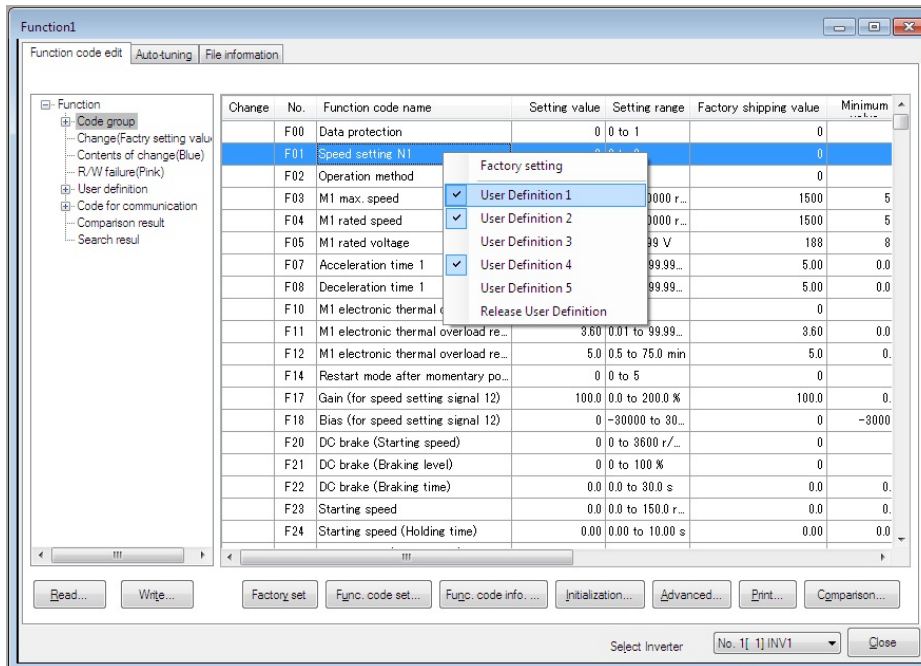 Function1
Function code edit Auto-tuning File information
Function
Code group
Change(Factry setting valu
Contents of change(Blue)
R/W failure(Pink)
User definition
Code for communication
Comparison result
Search resul
Change No. Function code name Setting value Setting range Factory shipping value Minimum
F00 Data protection 0 0 to 1 0
F01 Speed setting N1 0
F02 Operation method 0
F03 M1 max. speed 0000 r... 1500 5
F04 M1 rated speed 0000 r... 1500 5
F05 M1 rated voltage 99 V 188 8
F07 Acceleration time 1 99.99... 5.00 0.0
F08 Deceleration time 1 99.99... 5.00 0.0
F10 M1 electronic thermal 0
F11 M1 electronic thermal overload re... 3.60 0.01 to 99.99... 3.60 0.0
F12 M1 electronic thermal overload re... 5.0 0.5 to 75.0 min 5.0 0.
F14 Restart mode after momentary po... 0 0 to 5 0
F17 Gain (for speed setting signal 12) 100.0 0.0 to 200.0 % 100.0 0.
F18 Bias (for speed setting signal 12) 0 -30000 to 30... 0 -3000
F20 DC brake (Starting speed) 0 0 to 3600 r/... 0
F21 DC brake (Braking level) 0 0 to 100 % 0
F22 DC brake (Braking time) 0.0 0.0 to 30.0 s 0.0 0.
F23 Starting speed 0.0 0.0 to 150.0 r... 0.0 0.
F24 Starting speed (Holding time) 0.00 0.00 to 10.00 s 0.00 0.0
Factory setting
User Definition 1
User Definition 2
User Definition 3
User Definition 4
User Definition 5
Release User Definition
Read... Write... Factory set Func. code set... Func. code info. ... Initialization... Advanced... Print... Comparison...
Select Inverter No. 1[ 1] INV1 Close